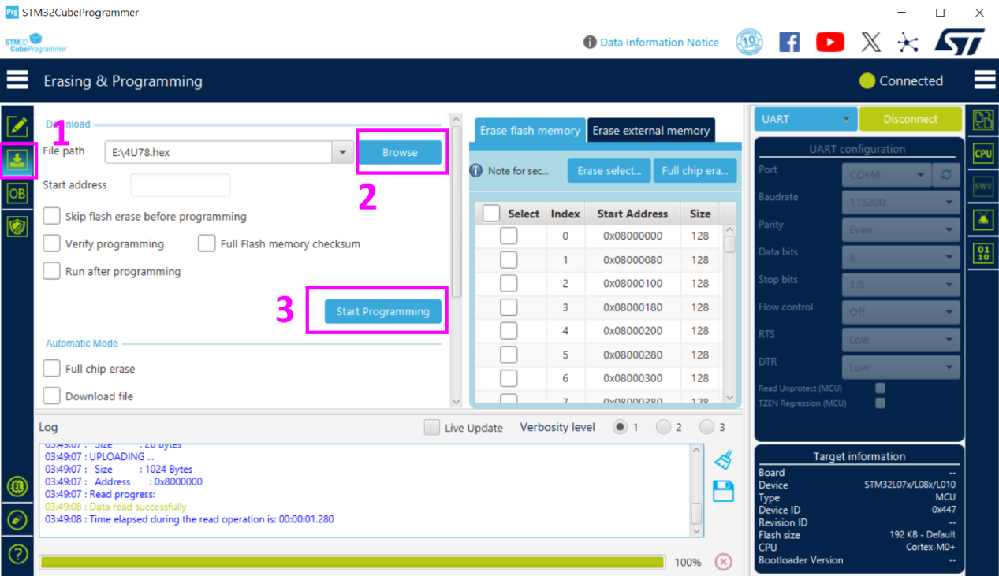 Prg STM32CubeProgrammer
STM32
CubeProgrammer
Data Information Notice
10
Erasing & Programming
Connected
1
Download
File path
E:\4U78.hex
Browse
2
Start address
OB
Skip flash erase before programming
Verify programming
Full Flash memory checksum
Run after programming
3
Start Programming
Automatic Mode
Full chip erase
Download file
Erase flash memory
Erase external memory
Note for sec...
Erase select...
Full chip era...
Select Index Start Address Size
0 0x08000000 128
1 0x08000080 128
2 0x08000100 128
3 0x08000180 128
4 0x08000200 128
5 0x08000280 128
6 0x08000300 128
7 0x08000380 128
UART
Disconnect
UART configuration
Port COM6
Baudrate 115200
Parity Even
Data bits 8
Stop bits 1.0
Flow control Off
RTS Low
DTR Low
Read Unprotect (MCU)
TZEN Regression (MCU)
CPU
SWV
01
10
Log
Live Update
Verbosity level
1
2
3
03:49:07 : Size : 20 Bytes
03:49:07 : UPLOADING ...
03:49:07 : Size : 1024 Bytes
03:49:07 : Address : 0x8000000
03:49:07 : Read progress:
03:49:08 : Data read successfully
03:49:08 : Time elapsed during the read operation is: 00:00:01.280
100%
Target information
Board --
Device STM32L07x/L08x/L010
Type MCU
Device ID 0x447
Revision ID --
Flash size 192 KB - Default
CPU Cortex-M0+
Bootloader Version --